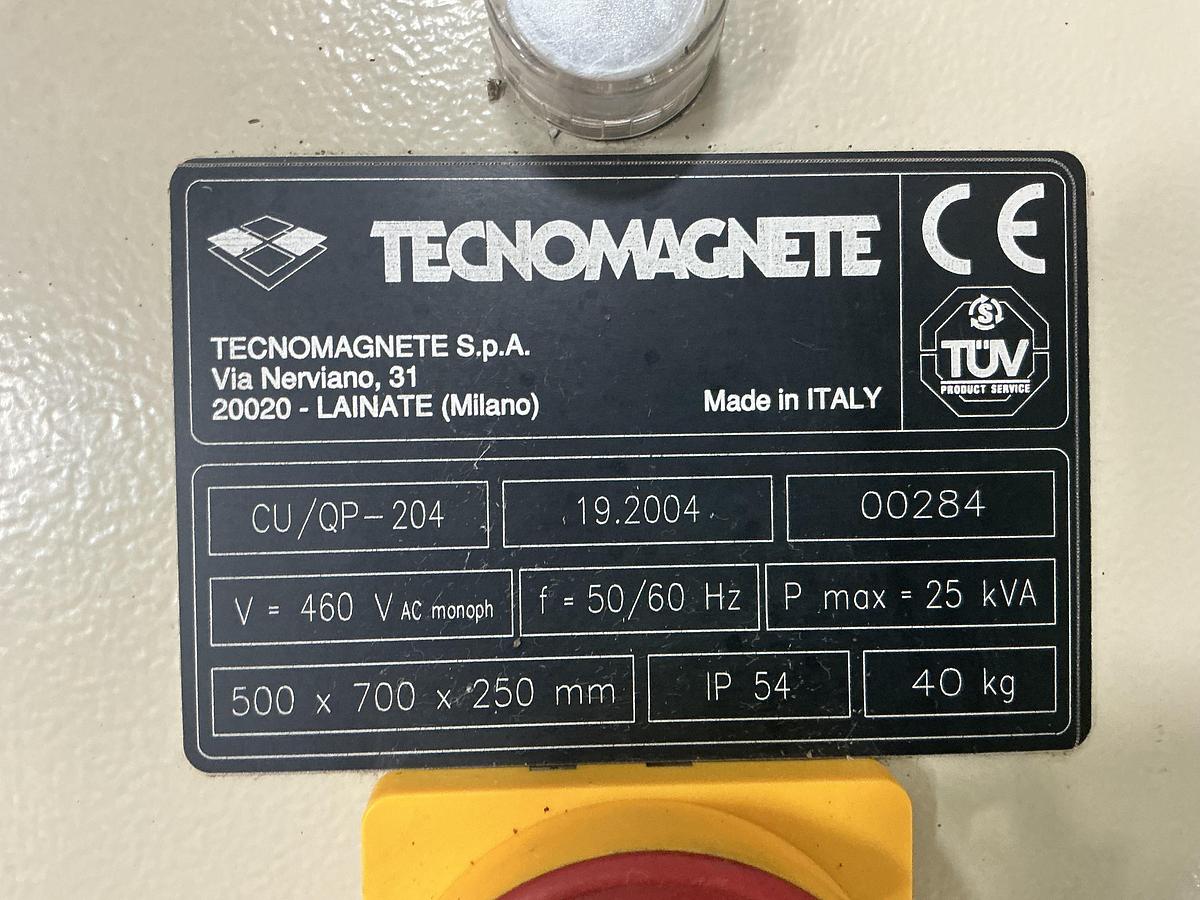 TECNOMAGNETE
CE
S
TÜV
PRODUCT SERVICE
TECNOMAGNETE S.p.A.
Via Nerviano, 31
20020 - LAINATE (Milano)
Made in ITALY
CU/QP-204
19.2004
00284
V = 460 V AC monoph
f = 50/60 Hz
P max = 25 kVA
500 x 700 x 250 mm
IP 54
40 kg